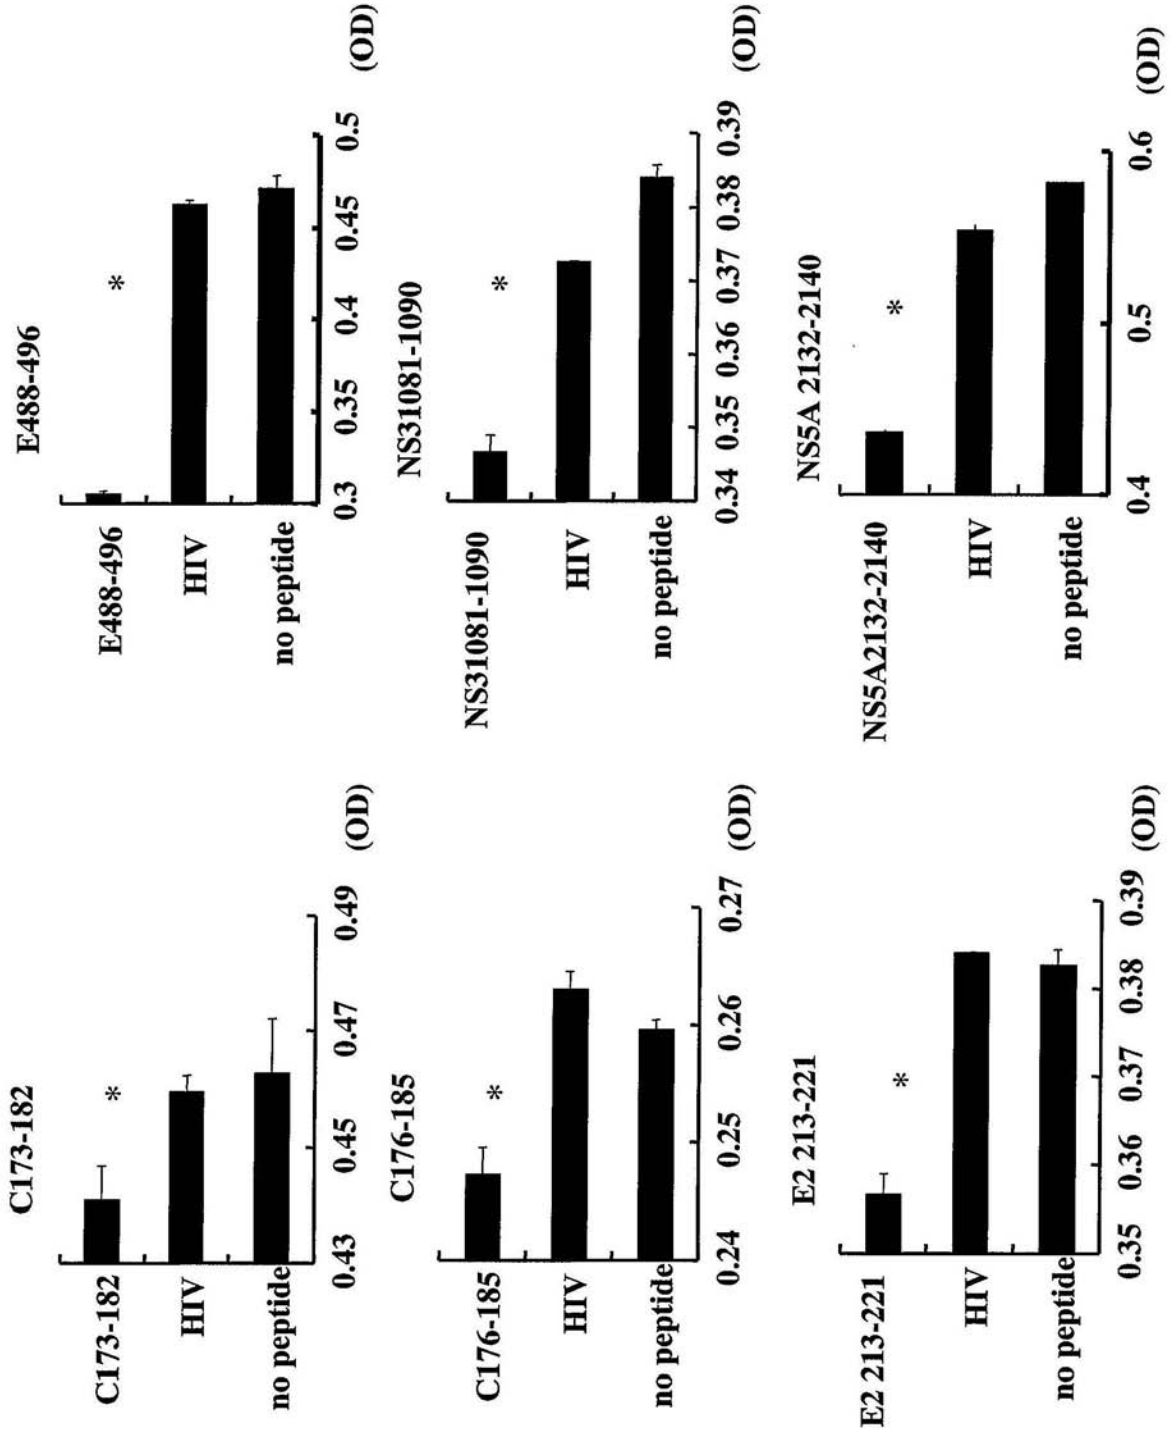 C173-182
C173-182
*
HIV
no peptide
0.43 0.45 0.47 0.49 (OD)
E488-496
E488-496
*
HIV
no peptide
0.3 0.35 0.4 0.45 0.5 (OD)
C176-185
C176-185
*
HIV
no peptide
0.24 0.25 0.26 0.27 (OD)
NS31081-1090
NS31081-1090
*
HIV
no peptide
0.34 0.35 0.36 0.37 0.38 0.39 (OD)
E2 213-221
E2 213-221
*
HIV
no peptide
0.35 0.36 0.37 0.38 0.39 (OD)
NS5A 2132-2140
NS5A2132-2140
*
HIV
no peptide
0.4 0.5 0.6 (OD)